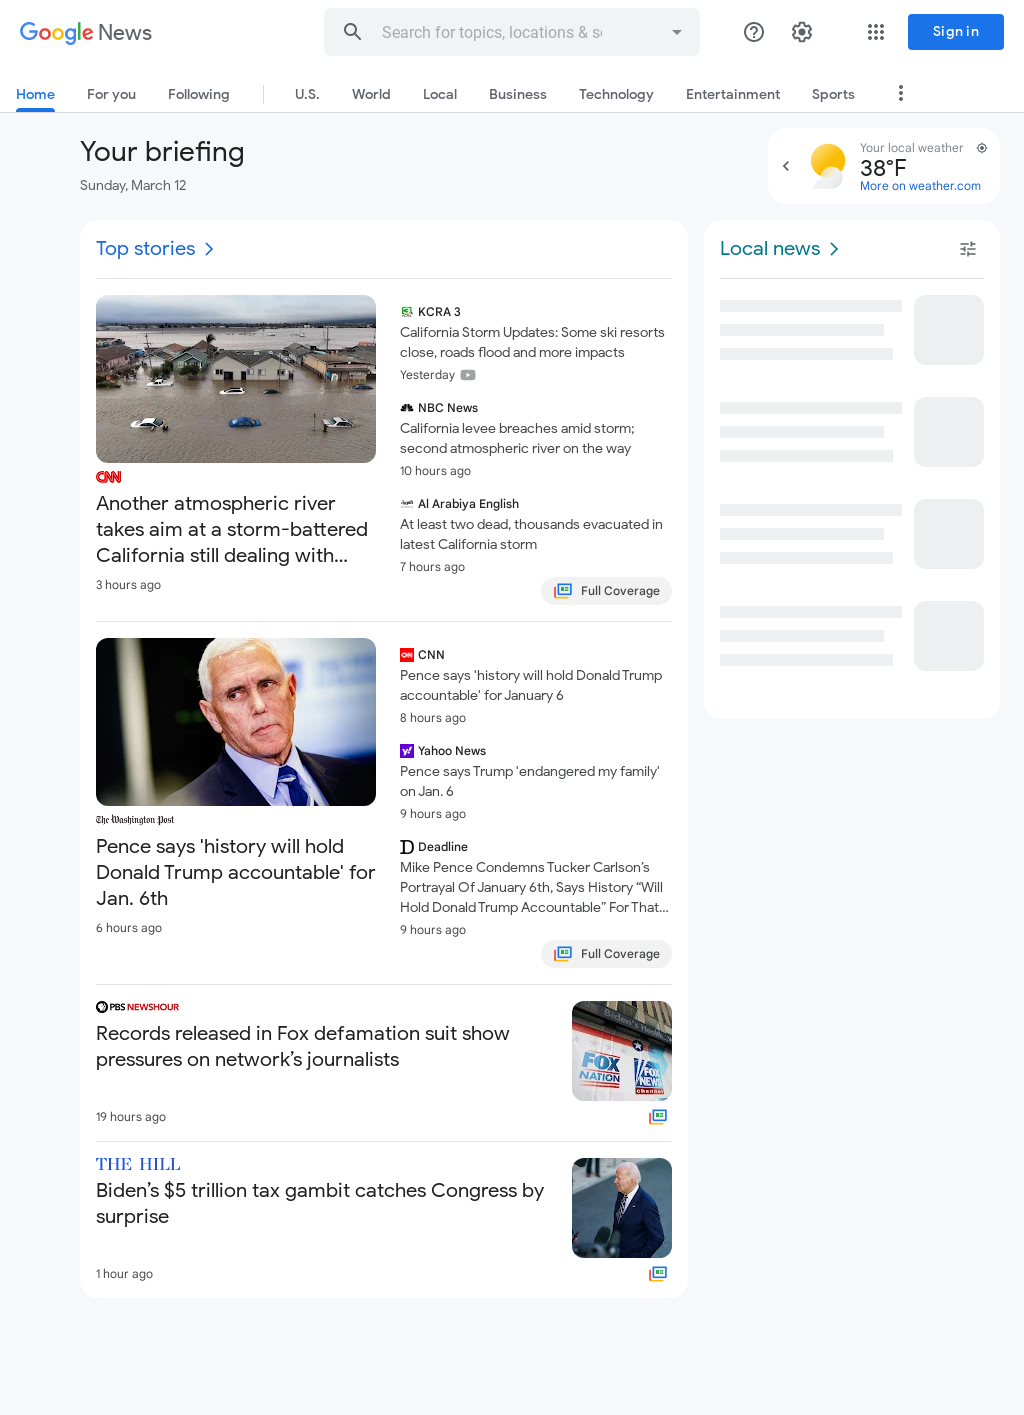 Google News
Search for topics, locations & s
Sign in
Home
For you
Following
U.S.
World
Local
Business
Technology
Entertainment
Sports
Your briefing
Sunday, March 12
Your local weather
38°F
More on weather.com
Top stories
CNN
Another atmospheric river
takes aim at a storm-battered
California still dealing with...
3 hours ago
KCRA 3
California Storm Updates: Some ski resorts
close, roads flood and more impacts
Yesterday
NBC News
California levee breaches amid storm;
second atmospheric river on the way
10 hours ago
Al Arabiya English
At least two dead, thousands evacuated in
latest California storm
7 hours ago
Full Coverage
The Washington Post
Pence says 'history will hold
Donald Trump accountable' for
Jan. 6th
6 hours ago
CNN
CNN
Pence says 'history will hold Donald Trump
accountable' for January 6
8 hours ago
Yahoo News
Pence says Trump 'endangered my family'
on Jan. 6
9 hours ago
D Deadline
Mike Pence Condemns Tucker Carlson’s
Portrayal Of January 6th, Says History “Will
Hold Donald Trump Accountable” For That...
9 hours ago
Full Coverage
PBS NEWSHOUR
Records released in Fox defamation suit show
pressures on network’s journalists
19 hours ago
FOX
NATION
FOX
NEWS
channel
THE HILL
Biden’s $5 trillion tax gambit catches Congress by
surprise
1 hour ago
Local news